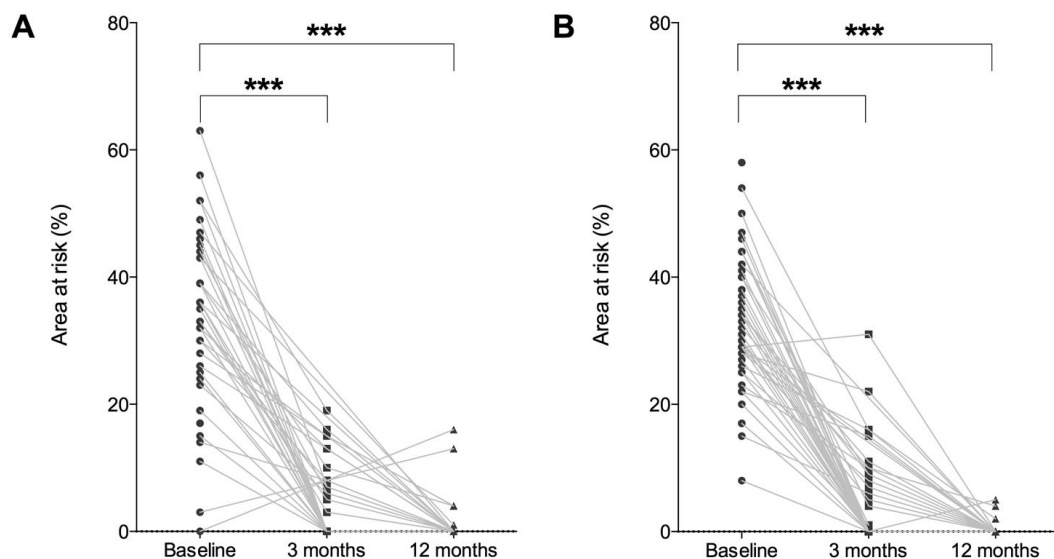 A
80
60
40
20
0
Area at risk (%)
***
***
Baseline
3 months
12 months
B
80
60
40
20
0
Area at risk (%)
***
***
Baseline
3 months
12 months